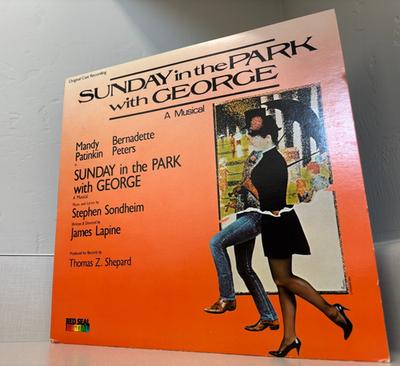 Original Cast Recording
SUNDAY in the PARK
with GEORGE
A Musical
Mandy Patinkin
Bernadette Peters
in
SUNDAY in the PARK
with GEORGE
A Musical
Music and Lyrics by
Stephen Sondheim
Written & Directed by
James Lapine
Produced for Records by
Thomas Z. Shepard
RED SEAL